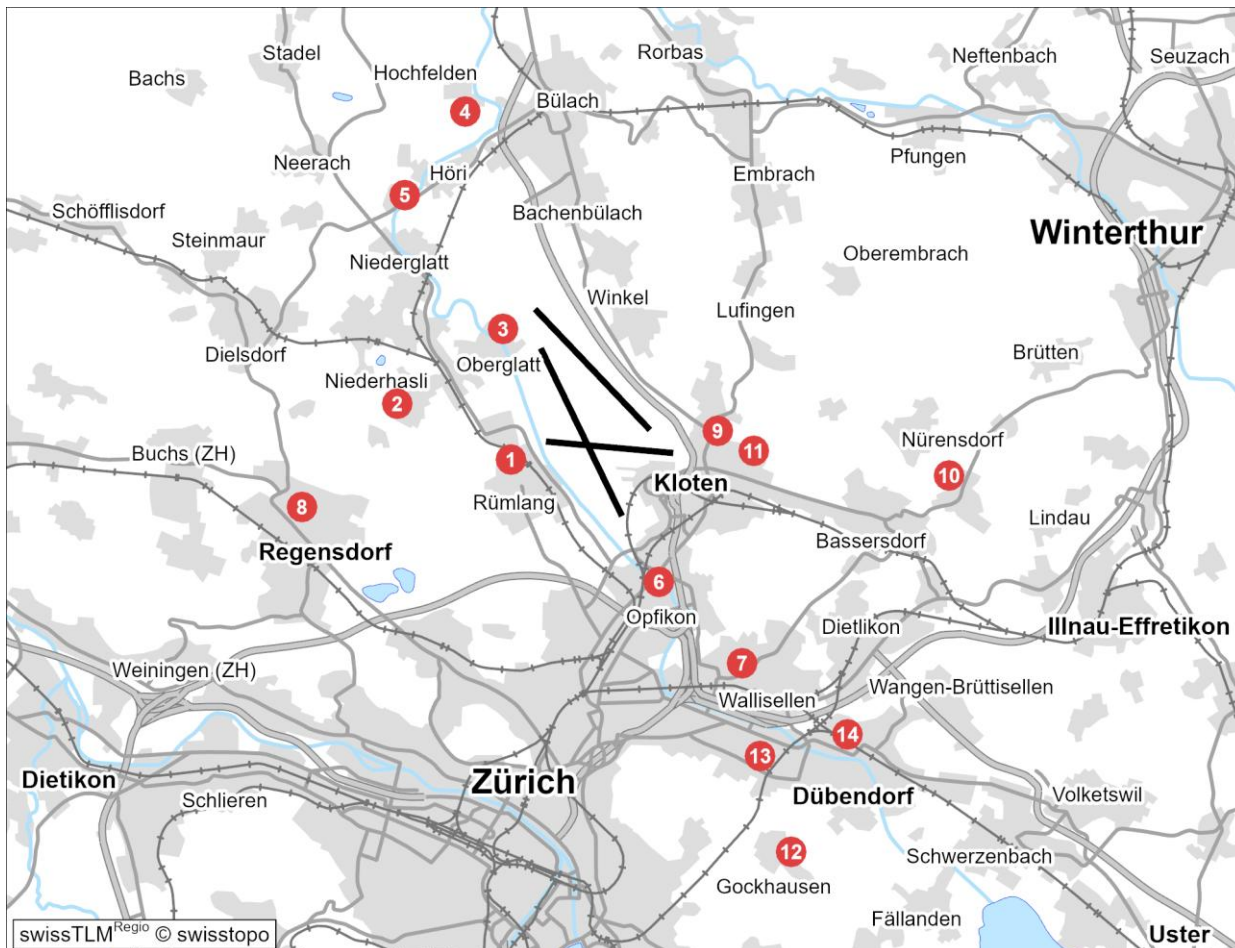 Stadel
Rorbas
Neftenbach
Seuzach
Bachs
Hochfelden
4
Bülach
Neerach
Höri
Pfungen
5
Embrach
Schöfflisdorf
Bachenbülach
Steinmaur
Winterthur
Niederglatt
Oberembrach
Winkel
Lufingen
3
Dielsdorf
Oberglatt
Brütten
Niederhasli
2
9
Nürensdorf
11
Buchs (ZH)
1
10
Kloten
8
Rümlang
Lindau
Regensdorf
Bassersdorf
6
Opfikon
Dietlikon
Illnau-Effretikon
7
Weiningen (ZH)
Wallisellen
Wangen-Brüttisellen
14
13
Dietikon
Zürich
Dübendorf
Volketswil
Schlieren
12
Schwerzenbach
Gockhausen
Fällanden
swissTLMRegio © swisstopo
Uster